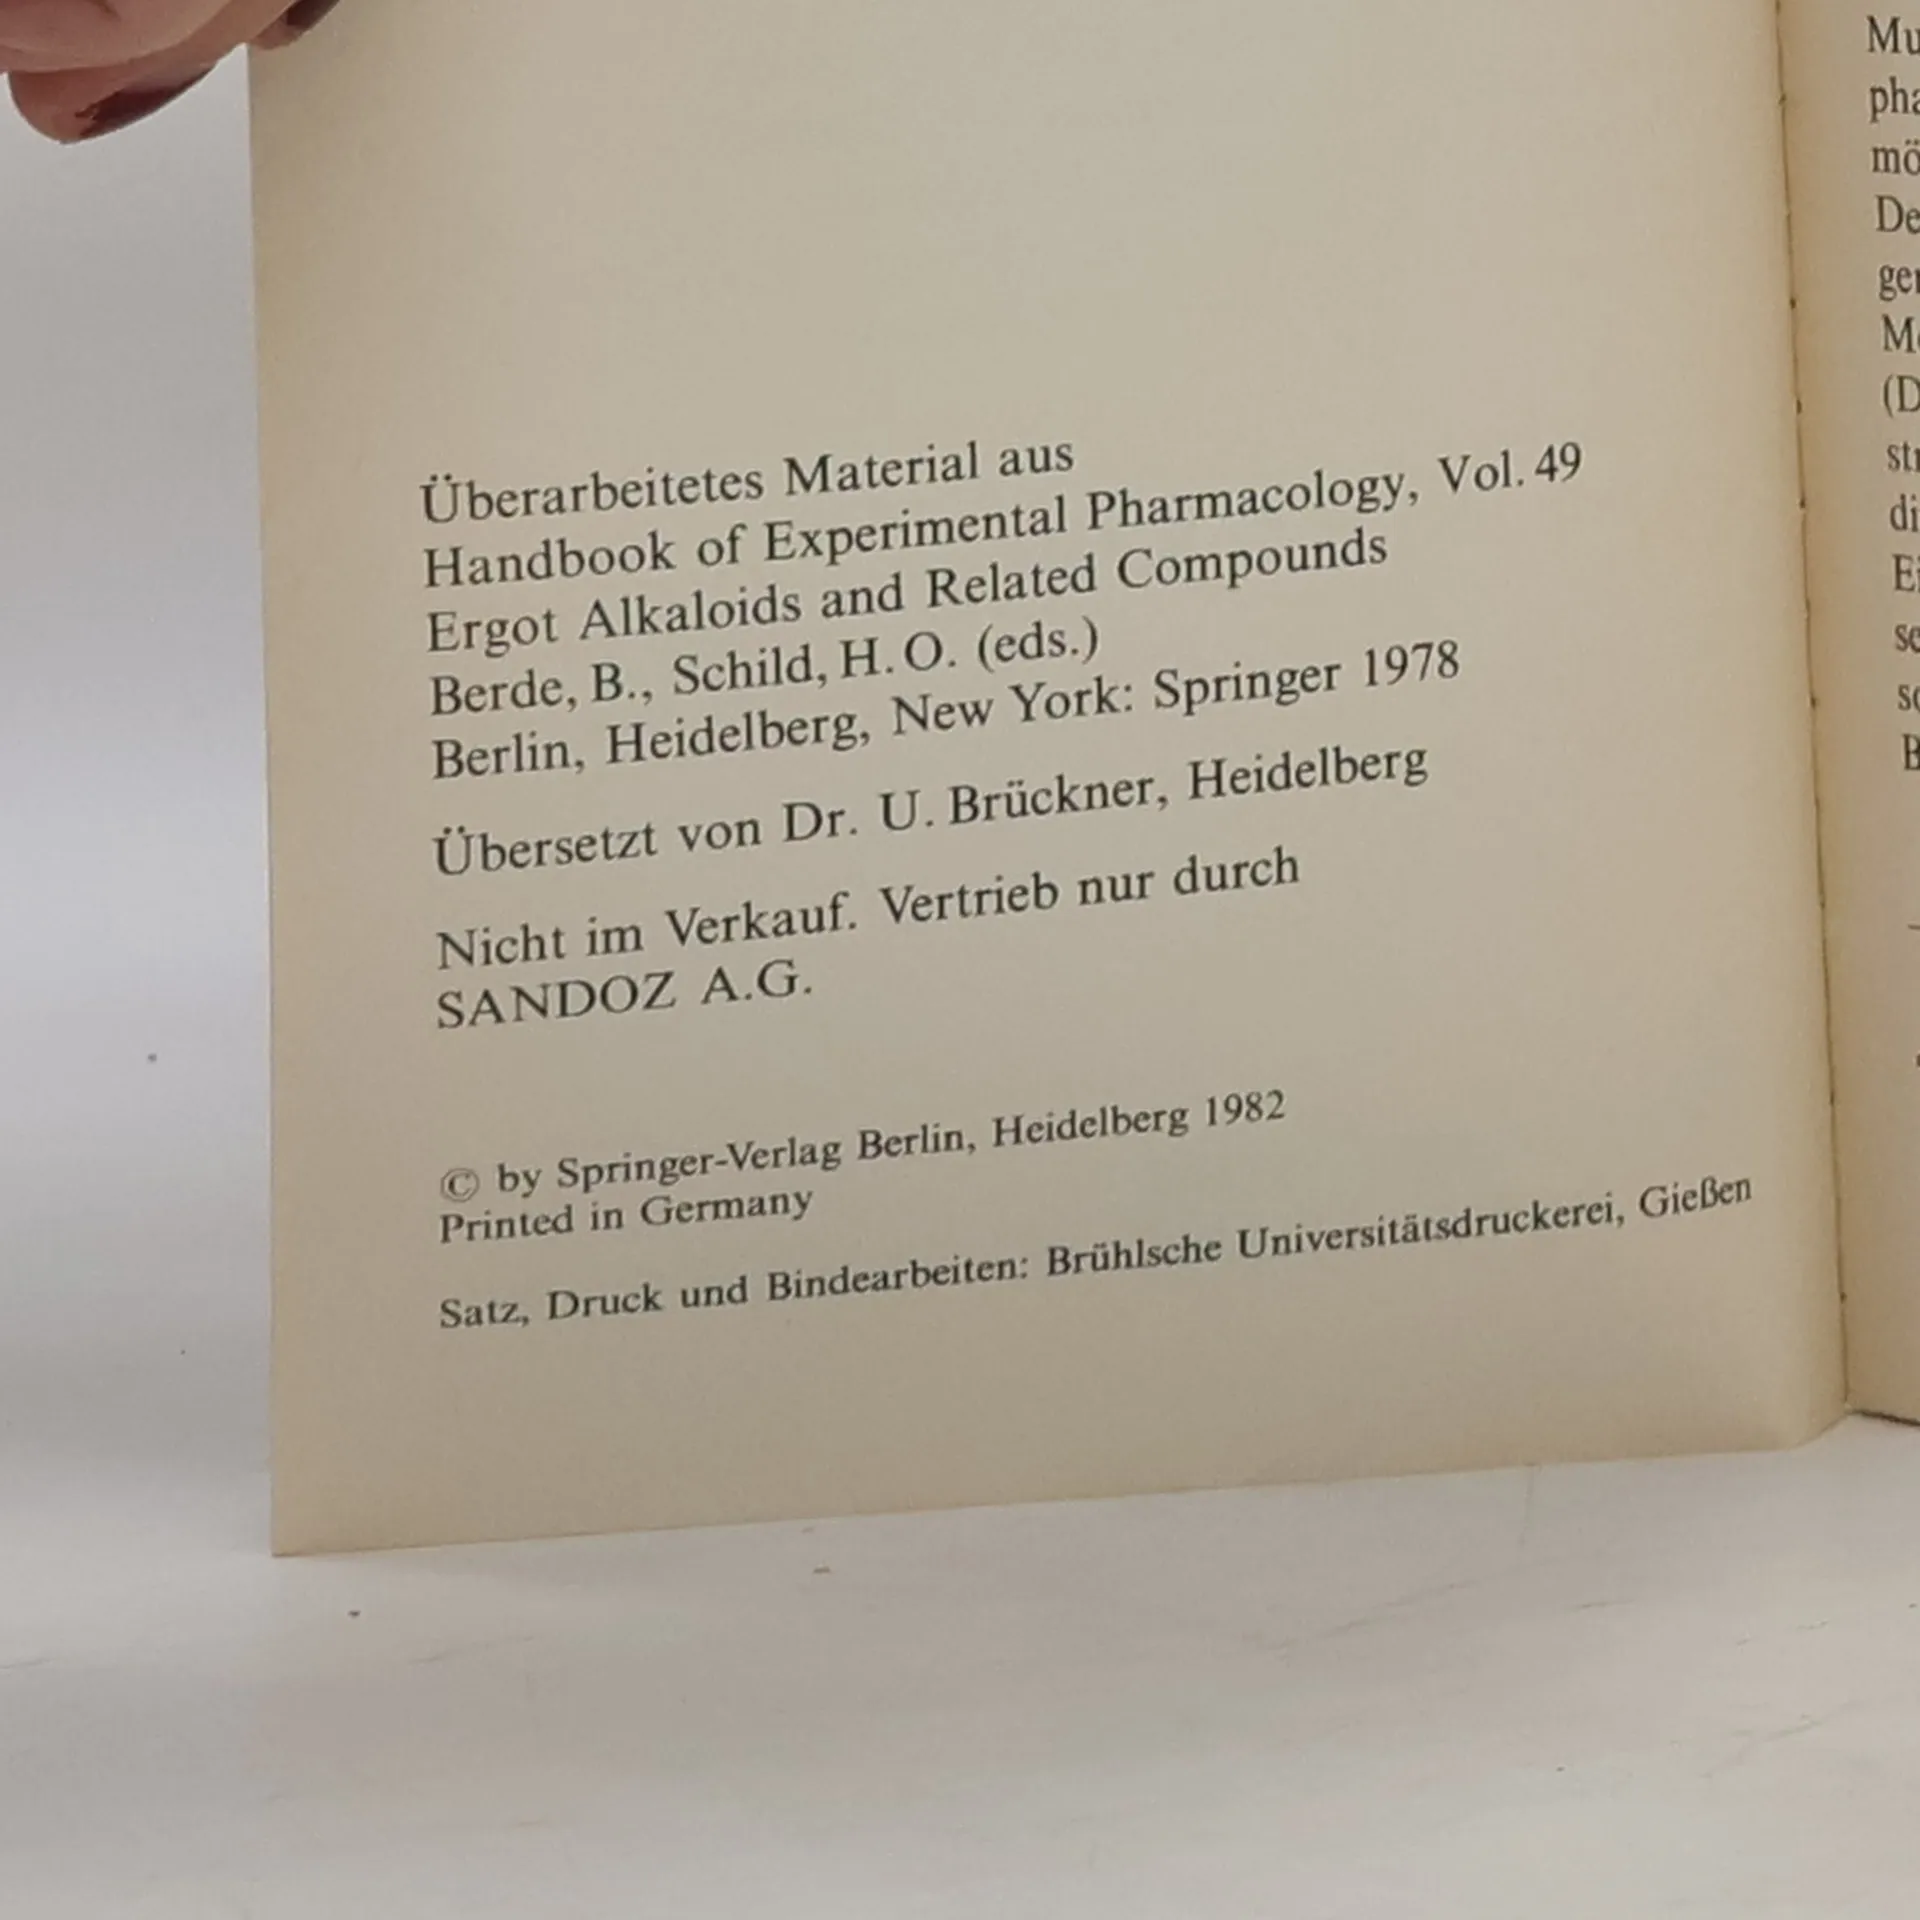 Überarbeitetes Material aus
Handbook of Experimental Pharmacology, Vol. 49
Ergot Alkaloids and Related Compounds
Berde, B., Schild, H. O. (eds.)
Berlin, Heidelberg, New York: Springer 1978
Übersetzt von Dr. U. Brückner, Heidelberg
Nicht im Verkauf. Vertrieb nur durch
SANDOZ A.G.
© by Springer-Verlag Berlin, Heidelberg 1982
Printed in Germany
Satz, Druck und Bindearbeiten: Brühlsche Universitätsdruckerei, Gießen